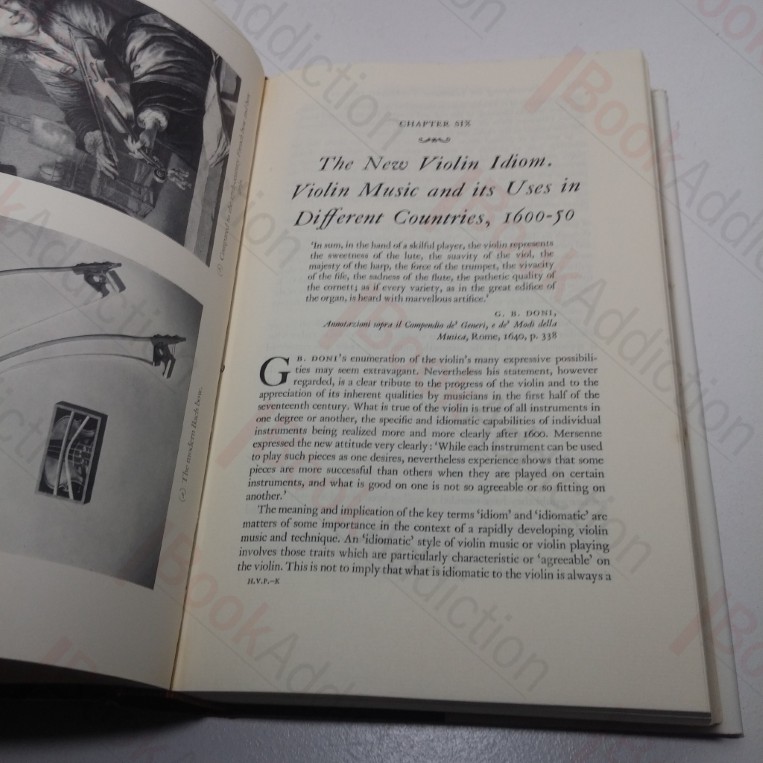 CHAPTER SIX
The New Violin Idiom.
Violin Music and its Uses in
Different Countries, 1600-50
'In sum, in the hand of a skilful player, the violin represents
the sweetness of the lute, the suavity of the viol, the
majesty of the harp, the force of the trumpet, the vivacity
of the fife, the sadness of the flute, the pathetic quality of
the cornett; as if every variety, as in the great edifice of
the organ, is heard with marvellous artifice.'
G. B. DONI,
Annotazioni sopra il Compendio de' Generi, e de' Modi della
Musica, Rome, 1640, p. 338
G. B. DONI's enumeration of the violin's many expressive possibili-
ties may seem extravagant. Nevertheless his statement, however
regarded, is a clear tribute to the progress of the violin and to the
appreciation of its inherent qualities by musicians in the first half of the
seventeenth century. What is true of the violin is true of all instruments in
one degree or another, the specific and idiomatic capabilities of individual
instruments being realized more and more clearly after 1600. Mersenne
expressed the new attitude very clearly: 'While each instrument can be used
to play such pieces as one desires, nevertheless experience shows that some
pieces are more successful than others when they are played on certain
instruments, and what is good on one is not so agreeable or so fitting on
another.'
The meaning and implication of the key terms 'idiom' and 'idiomatic' are
matters of some importance in the context of a rapidly developing violin
music and technique. An 'idiomatic' style of violin music or violin playing
involves those traits which are particularly characteristic or 'agreeable' on
the violin. This is not to imply that what is idiomatic to the violin is always a
H.V.P.-K
The modern Bach bow.
BookAddiction